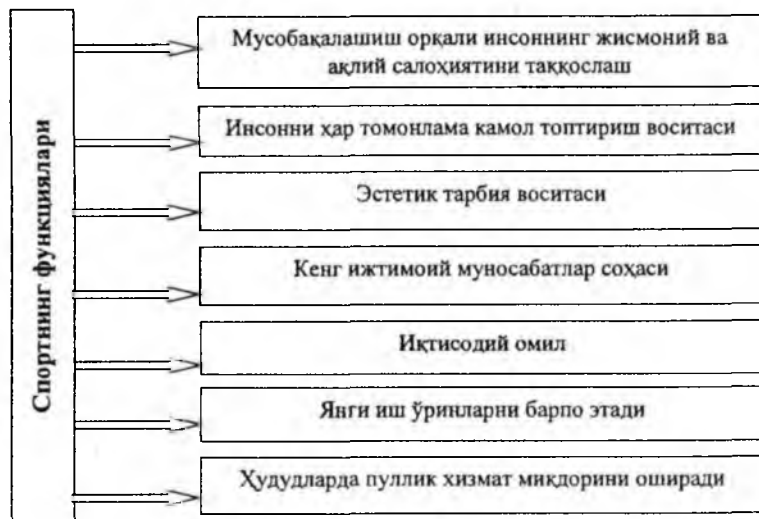 Спортнинг функциялари
Мусобақалашиш орқали инсоннинг жисмоний ва
ақлий салоҳиятини таққослаш
Инсонни ҳар томонлама камол топтириш воситаси
Эстетик тарбия воситаси
Кенг ижтимоий муносабатлар соҳаси
Иқтисодий омил
Янги иш ўринларни барпо этади
Ҳудудларда пуллик хизмат миқдорини оширади